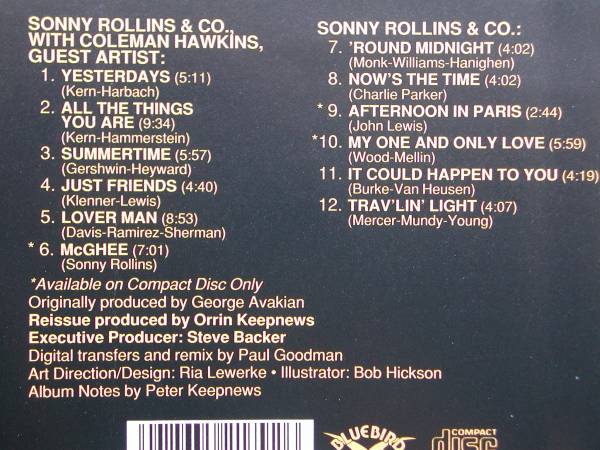 SONNY ROLLINS & CO.,
WITH COLEMAN HAWKINS,
GUEST ARTIST:
1. YESTERDAYS (5:11)
(Kern-Harbach)
2. ALL THE THINGS
YOU ARE (9:34)
(Kern-Hammerstein)
3. SUMMERTIME (5:57)
(Gershwin-Heyward)
4. JUST FRIENDS (4:40)
(Klenner-Lewis)
5. LOVER MAN (8:53)
(Davis-Ramirez-Sherman)
*6. McGHEE (7:01)
(Sonny Rollins)
SONNY ROLLINS & CO.:
7. 'ROUND MIDNIGHT (4:02)
(Monk-Williams-Hanighen)
8. NOW'S THE TIME (4:02)
(Charlie Parker)
*9. AFTERNOON IN PARIS (2:44)
(John Lewis)
*10. MY ONE AND ONLY LOVE (5:59)
(Wood-Mellin)
11. IT COULD HAPPEN TO YOU (4:19)
(Burke-Van Heusen)
12. TRAV'LIN' LIGHT (4:07)
(Mercer-Mundy-Young)
*Available on Compact Disc Only
Originally produced by George Avakian
Reissue produced by Orrin Keepnews
Executive Producer: Steve Backer
Digital transfers and remix by Paul Goodman
Art Direction/Design: Ria Lewerke • Illustrator: Bob Hickson
Album Notes by Peter Keepnews
BLUEBIRD
COMPACT
disc